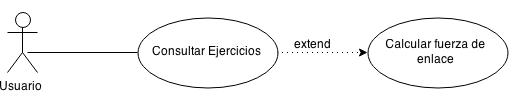 Usuario
Consultar Ejercicios
extend
Calcular fuerza de
enlace